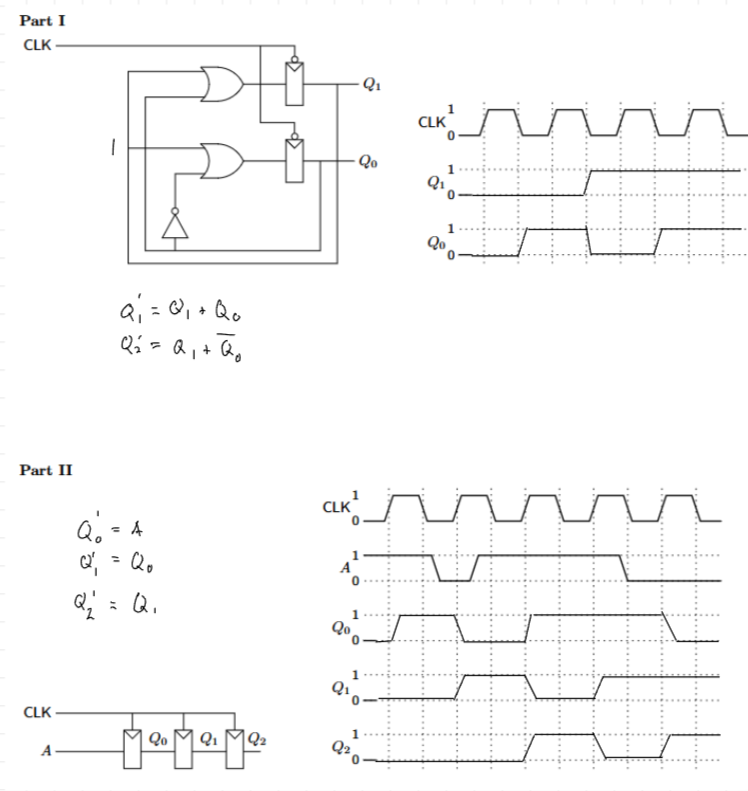 Part I
CLK
Q₁
Q₀
1
CLK 1 0
Q₁ 1 0
Q₀ 1 0
Q₁' = Q₁ + Q₀
Q₂' = Q₁ + Q̅₀
Part II
Q₀' = A
Q₁' = Q₀
Q₂' = Q₁
CLK 1 0
A 1 0
Q₀ 1 0
Q₁ 1 0
Q₂ 1 0
CLK
A Q₀ Q₁ Q₂